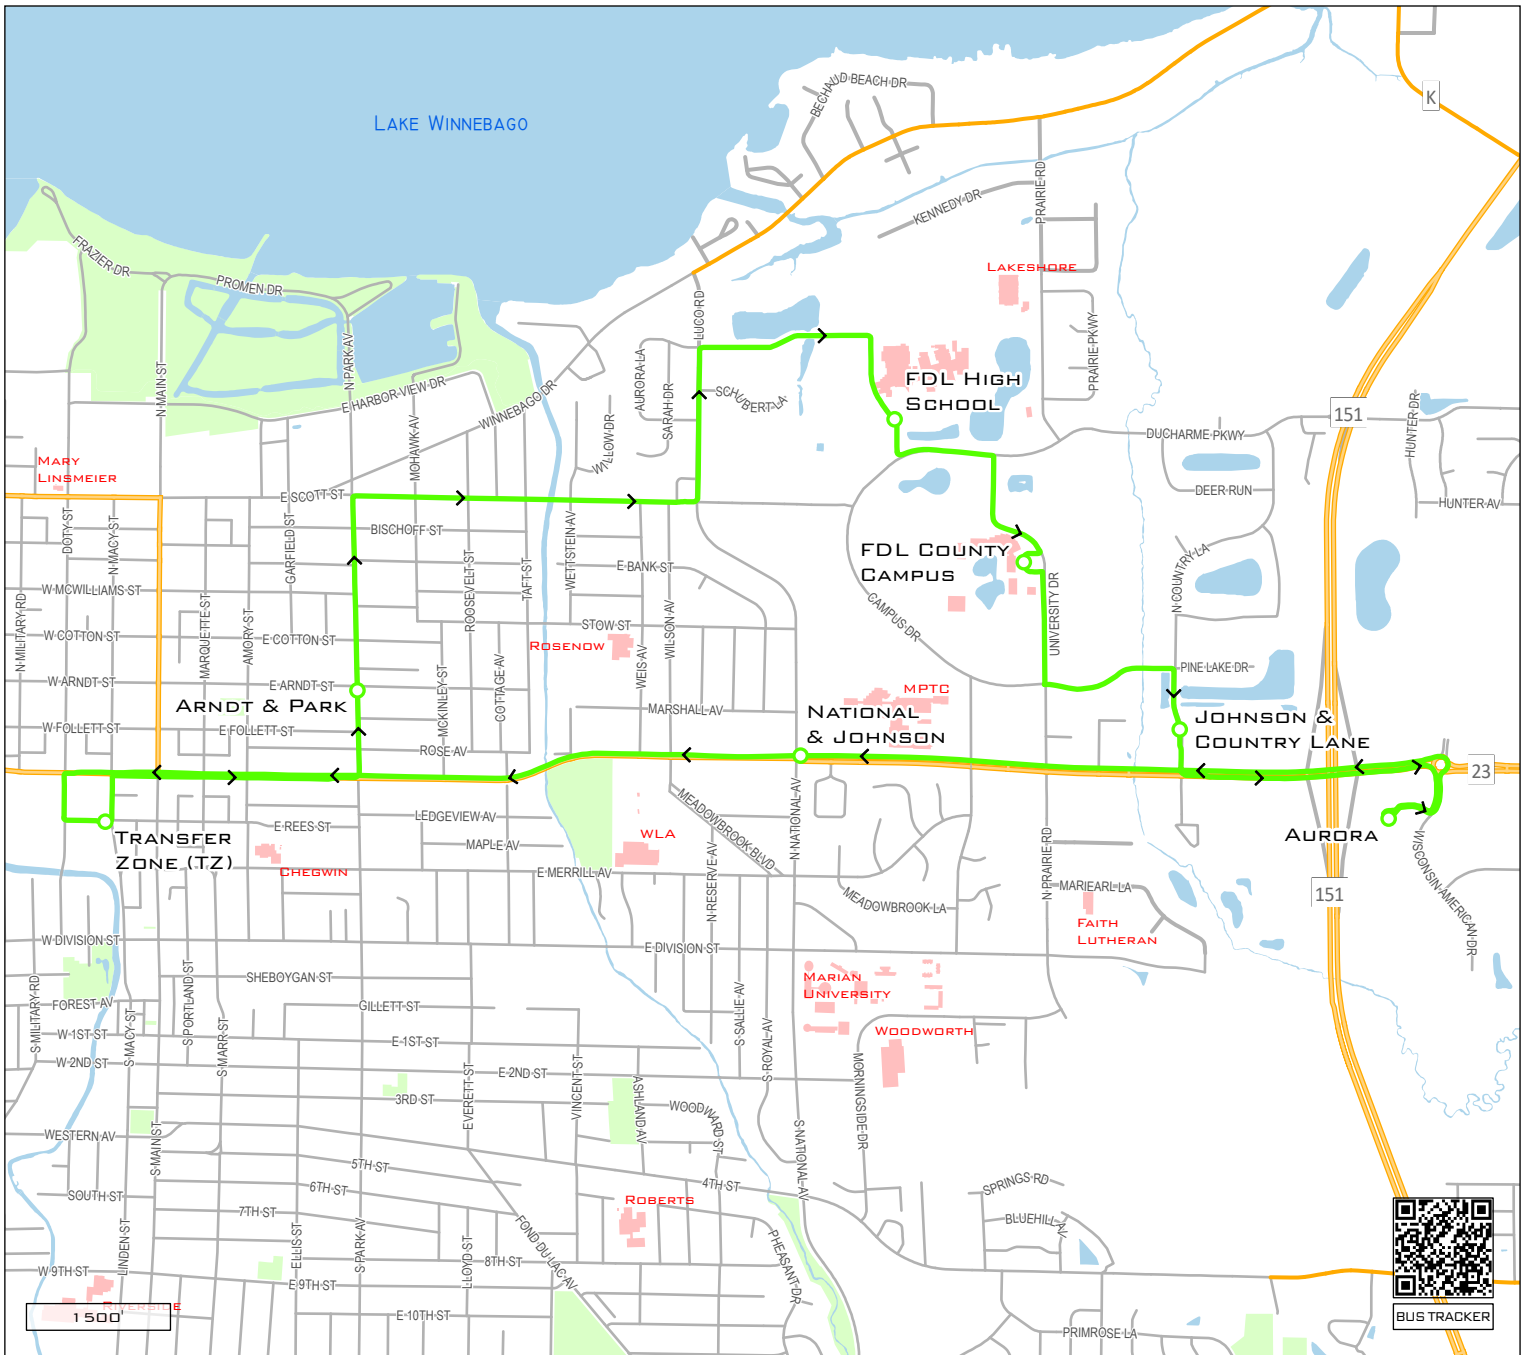 LAKE WINNEBAGO
BECHAUD BEACH DR
K
PRAIRIE RD
KENNEDY DR
FRAZIER DR
PROMEN DR
LAKESHORE
N MAIN ST
N PARK AV
LUCO RD
PRAIRIE PKWY
E HARBOR VIEW DR
WINNEBAGO DR
AURORA LA
SARAH DR
SCHUBERT LA
FDL HIGH
SCHOOL
WILLOW DR
MOHAWK AV
DUCHARME PKWY
151
HUNTER DR
MARY
LINSMEIER
DEER RUN
HUNTER AV
E SCOTT ST
DOTY ST
N MACY ST
GARFIELD ST
BISCHOFF ST
ROOSEVELT ST
TAFT ST
WETTSTEIN AV
E BANK ST
FDL COUNTY
CAMPUS
N COUNTRY LA
W MCWILLIAMS ST
N MILITARY RD
MARQUETTE ST
AMORY ST
W COTTON ST
E COTTON ST
STOW ST
WILSON AV
CAMPUS DR
UNIVERSITY DR
ROSENOW
WEIS AV
PINE LAKE DR
W ARNDT ST
E ARNDT ST
MCKINLEY ST
COTTAGE AV
MPTC
ARNDT & PARK
MARSHALL AV
NATIONAL
& JOHNSON
JOHNSON &
COUNTRY LANE
W FOLLETT ST
E FOLLETT ST
ROSE AV
23
TRANSFER
ZONE (TZ)
E REES ST
LEDGEVIEW AV
MAPLE AV
MEADOWBROOK BLVD
N NATIONAL AV
N PRAIRIE RD
AURORA
WISCONSIN AMERICAN DR
CHEGWIN
WLA
E MERRILL AV
N RESERVE AV
MEADOWBROOK LA
MARIEARL LA
151
FAITH
LUTHERAN
W DIVISION ST
E DIVISION ST
SHEBOYGAN ST
MARIAN
UNIVERSITY
S MILITARY RD
FOREST AV
S PORTLAND ST
GILLETT ST
S SALLIE AV
S ROYAL AV
WOODWORTH
W 1ST ST
S MACY ST
S MARR ST
E 1ST ST
W 2ND ST
E 2ND ST
3RD ST
EVERETT ST
VINCENT ST
ASHLAND AV
WOODWARD ST
MORNINGSIDE DR
WESTERN AV
S MAIN ST
S NATIONAL AV
5TH ST
4TH ST
SPRINGS RD
SOUTH ST
6TH ST
7TH ST
ROBERTS
BLUEHILL AV
LINDEN ST
ELLIS ST
S PARK AV
LLOYD ST
8TH ST
FOND DU LAC AV
PHEASANT DR
W 9TH ST
E 9TH ST
RIVERSIDE
1500'
E 10TH ST
PRIMROSE LA
BUS TRACKER